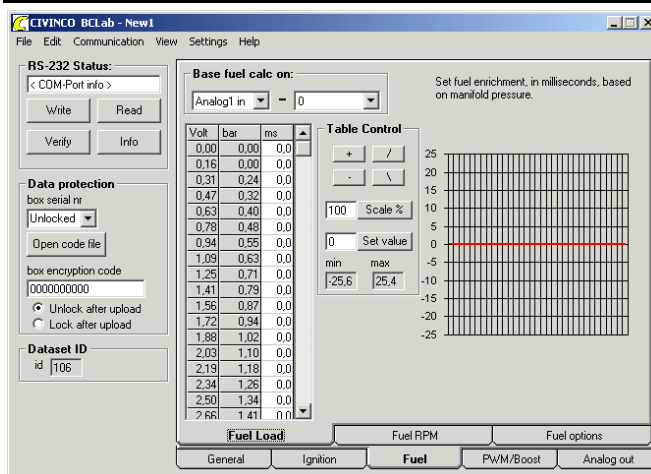 CIVINCO BCLab - New1
File Edit Communication View Settings Help
RS-232 Status:
< COM-Port info >
Write Read
Verify Info
Data protection
box serial nr
Unlocked
Open code file
box encryption code
0000000000
Unlock after upload
Lock after upload
Dataset ID
id 106
Base fuel calc on:
Analog1 in - 0
Set fuel enrichment, in milliseconds, based
on manifold pressure.
Volt bar ms
0,00 0,00 0,0
0,16 0,00 0,0
0,31 0,24 0,0
0,47 0,32 0,0
0,63 0,40 0,0
0,78 0,48 0,0
0,94 0,55 0,0
1,09 0,63 0,0
1,25 0,71 0,0
1,41 0,79 0,0
1,56 0,87 0,0
1,72 0,94 0,0
1,88 1,02 0,0
2,03 1,10 0,0
2,19 1,18 0,0
2,34 1,26 0,0
2,50 1,34 0,0
2,66 1,41 0,0
Table Control
+ /
- \
100 Scale %
0 Set value
min max
-25,6 25,4
25
20
15
10
5
0
-5
-10
-15
-20
-25
Fuel Load Fuel RPM Fuel options
General Ignition Fuel PWM/Boost Analog out